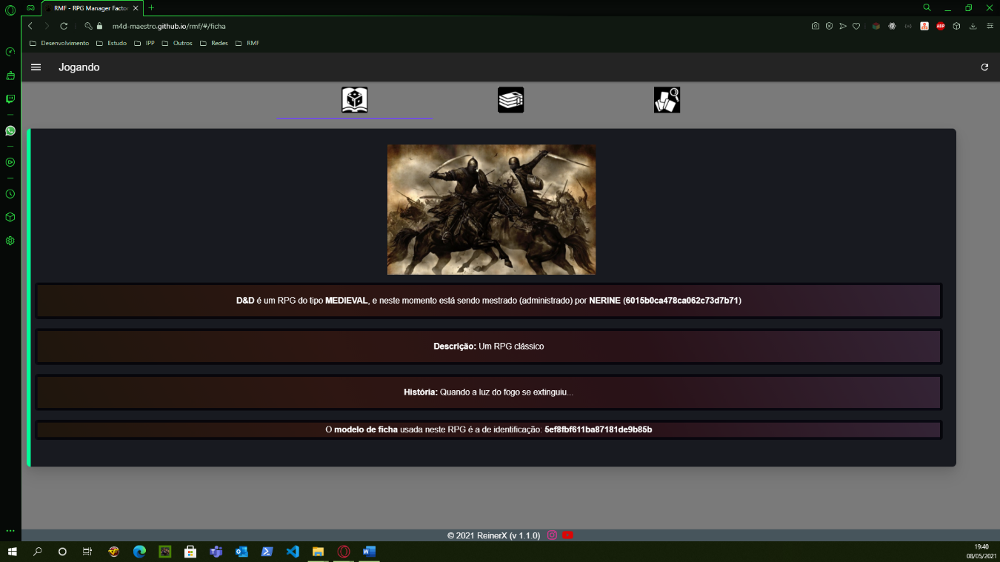 RMF - RPG Manager Factor
m4d-maestro.github.io/rmf/#/ficha
ABP
Desenvolvimento Estudo IPP Outros Redes RMF
Jogando
D&D é um RPG do tipo MEDIEVAL, e neste momento está sendo mestrado (administrado) por NERINE (6015b0ca478ca062c73d7b71)
Descrição: Um RPG clássico
História: Quando a luz do fogo se extinguiu...
O modelo de ficha usada neste RPG é a de identificação: 5ef8fbf611ba87181de9b85b
© 2021 ReinerX (v 1.1.0)
19:40
08/05/2021